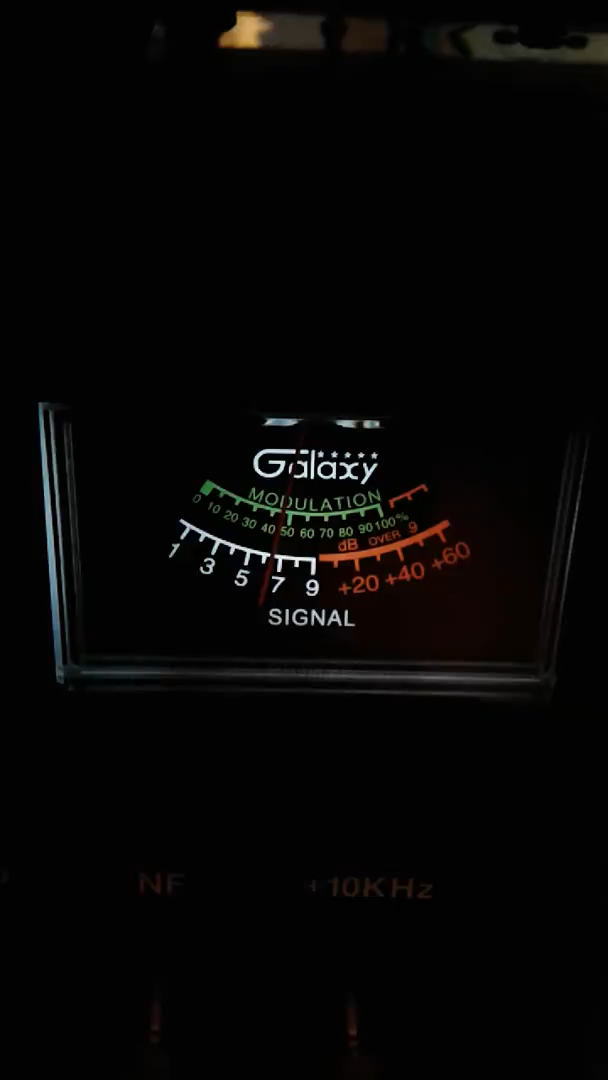 Galaxy
MODULATION
0 10 20 30 40 50 60 70 80 90 100%
dB OVER 9
1 3 5 7 9 +20 +40 +60
SIGNAL
NF +10KHz